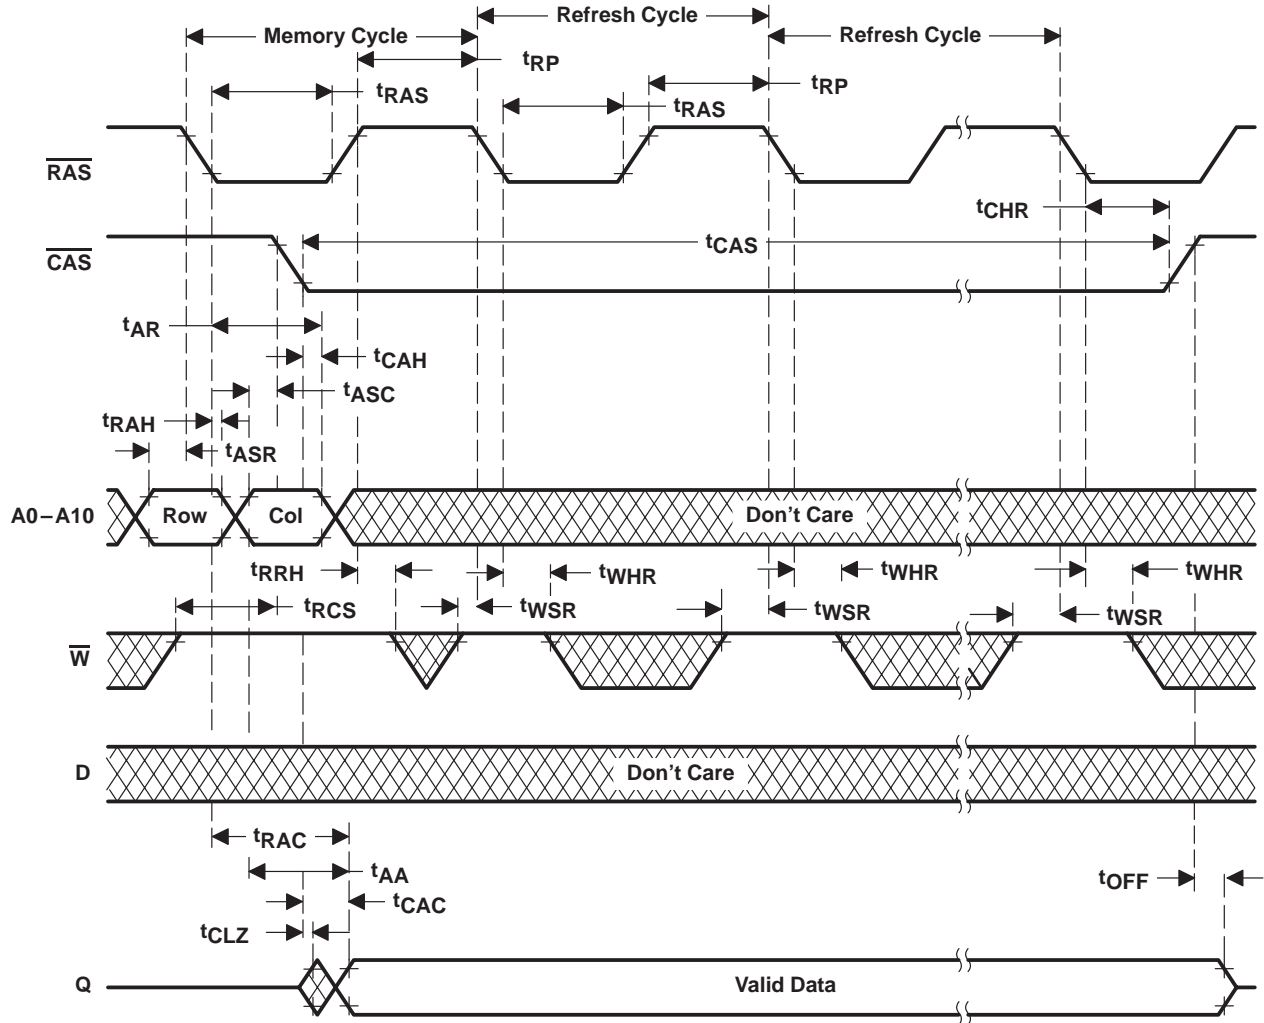 Refresh Cycle
Memory Cycle
Refresh Cycle
tRP
tRP
tRAS
tRAS
RAS
tCHR
tCAS
CAS
tAR
tCAH
tASC
tRAH
tASR
A0–A10
Row
Col
Don't Care
tRRH
tWHR
tWHR
tWHR
tRCS
tWSR
tWSR
tWSR
W
D
Don't Care
tRAC
tAA
tOFF
tCAC
tCLZ
Q
Valid Data